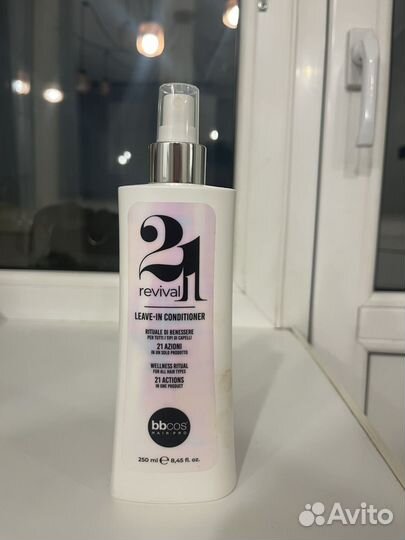 21
revival
LEAVE-IN CONDITIONER
RITUALE DI BENESSERE
PER TUTTI I TIPI DI CAPELLI
21 AZIONI
IN UN SOLO PRODOTTO
WELLNESS RITUAL
FOR ALL HAIR TYPES
21 ACTIONS
IN ONE PRODUCT
bbcos
HAIR PRO
250 ml ℮ 8,45 fl. oz.
Avito